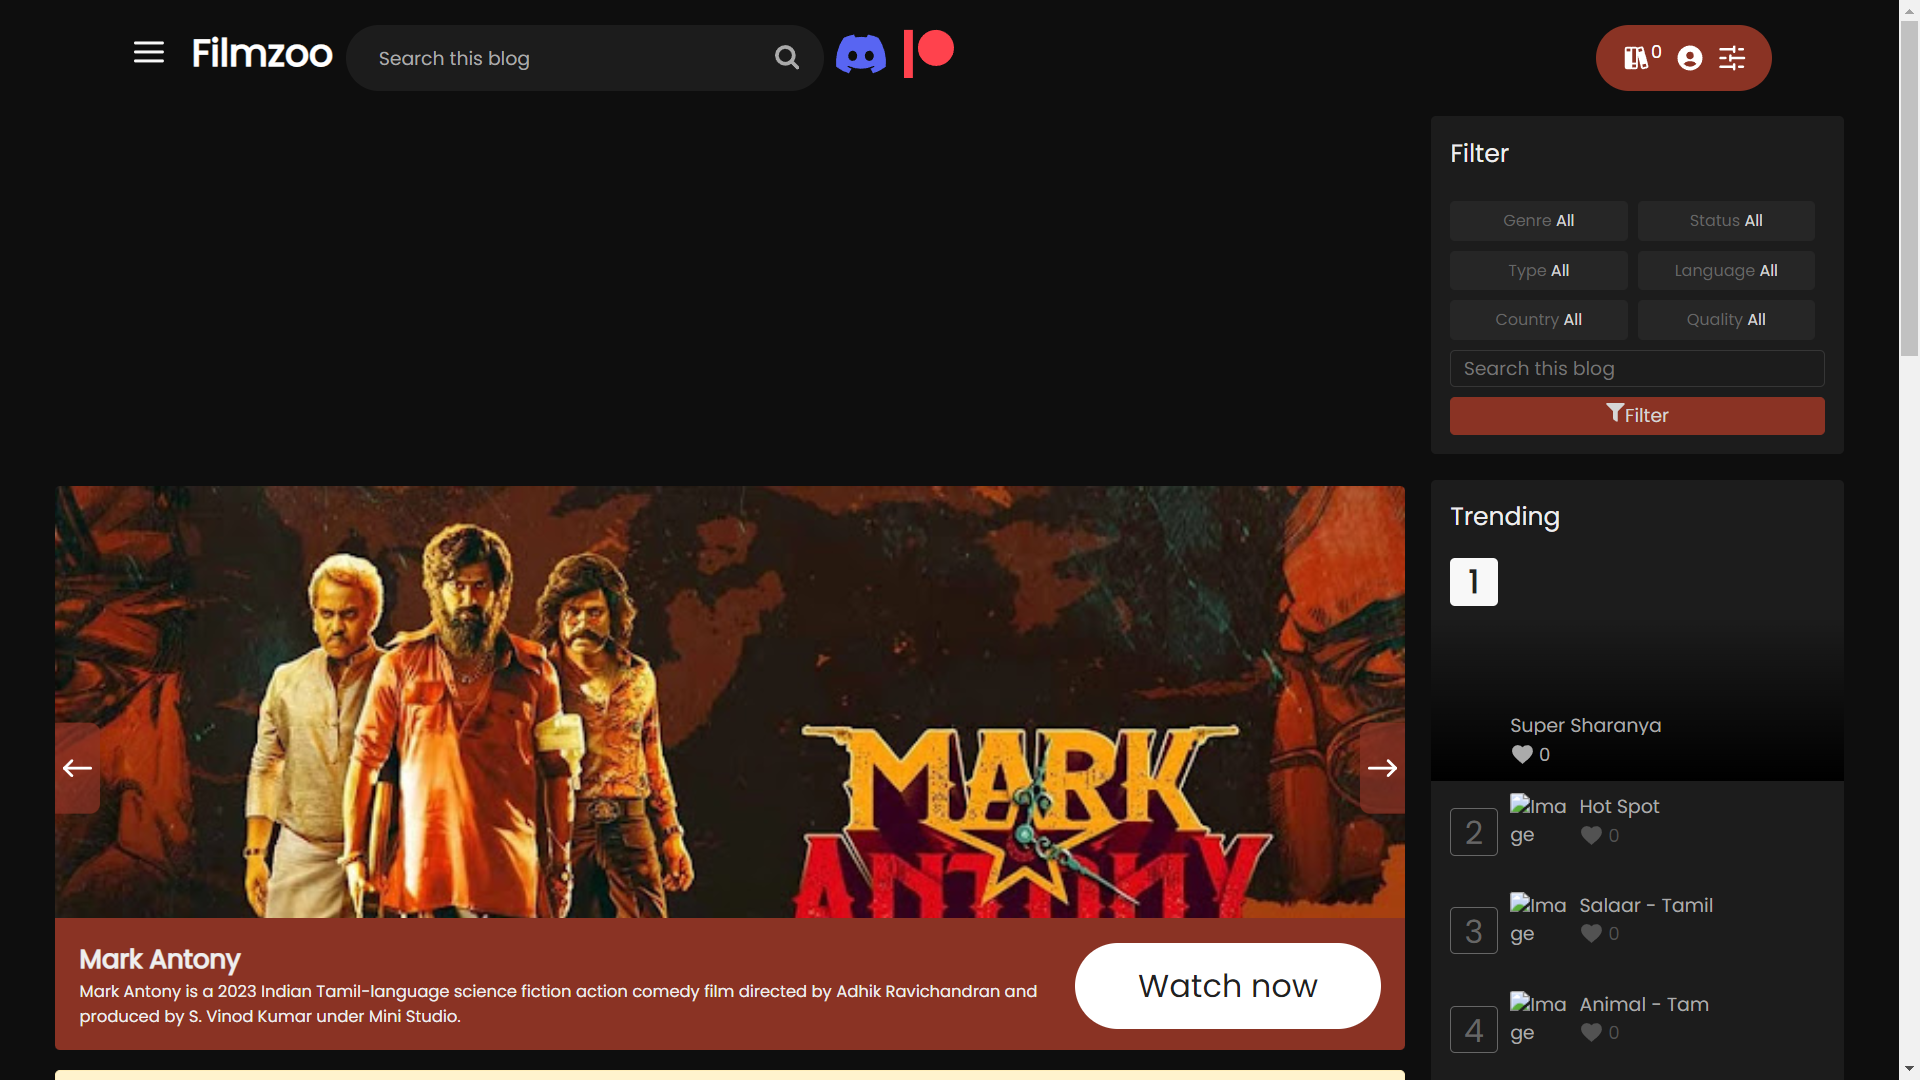 Filmzoo
Search this blog
0
Filter
Genre All
Status All
Type All
Language All
Country All
Quality All
Search this blog
Filter
MARK
ANTONY
Mark Antony
Mark Antony is a 2023 Indian Tamil-language science fiction action comedy film directed by Adhik Ravichandran and
produced by S. Vinod Kumar under Mini Studio.
Watch now
Trending
1
Super Sharanya
0
2
Image
Hot Spot
0
3
Image
Salaar - Tamil
0
4
Image
Animal - Tam
0